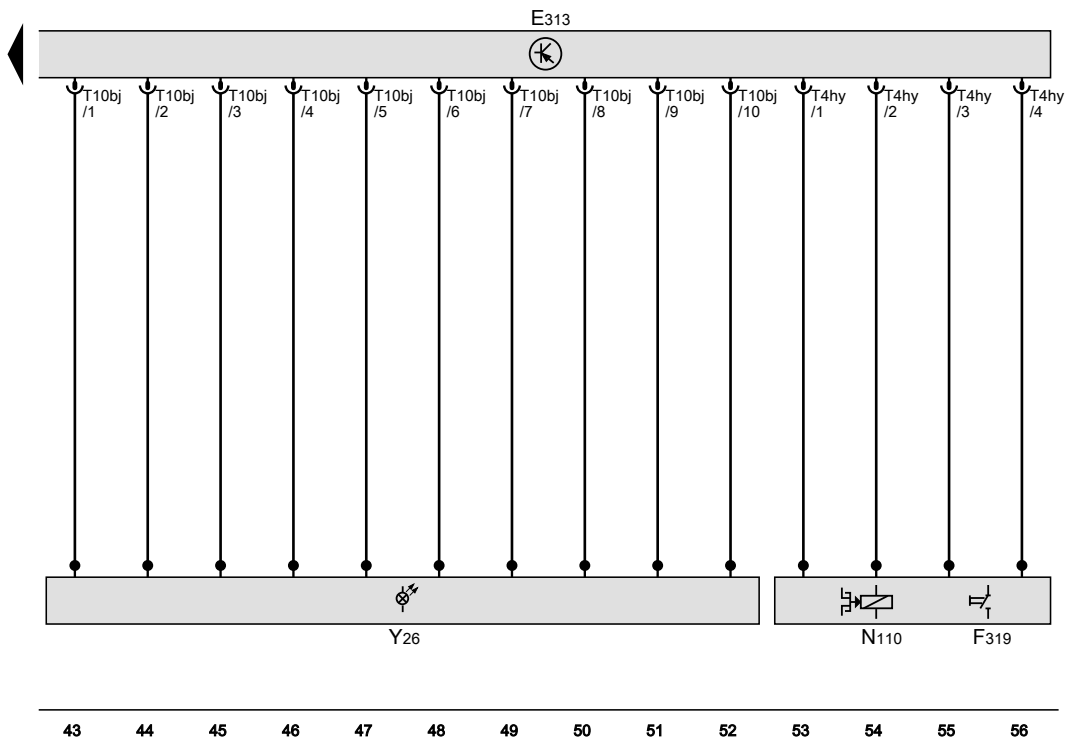 E313
T10bj T10bj T10bj T10bj T10bj T10bj T10bj T10bj T10bj T10bj T4hy T4hy T4hy T4hy
/1 /2 /3 /4 /5 /6 /7 /8 /9 /10 /1 /2 /3 /4
Y26 N110 F319
43 44 45 46 47 48 49 50 51 52 53 54 55 56